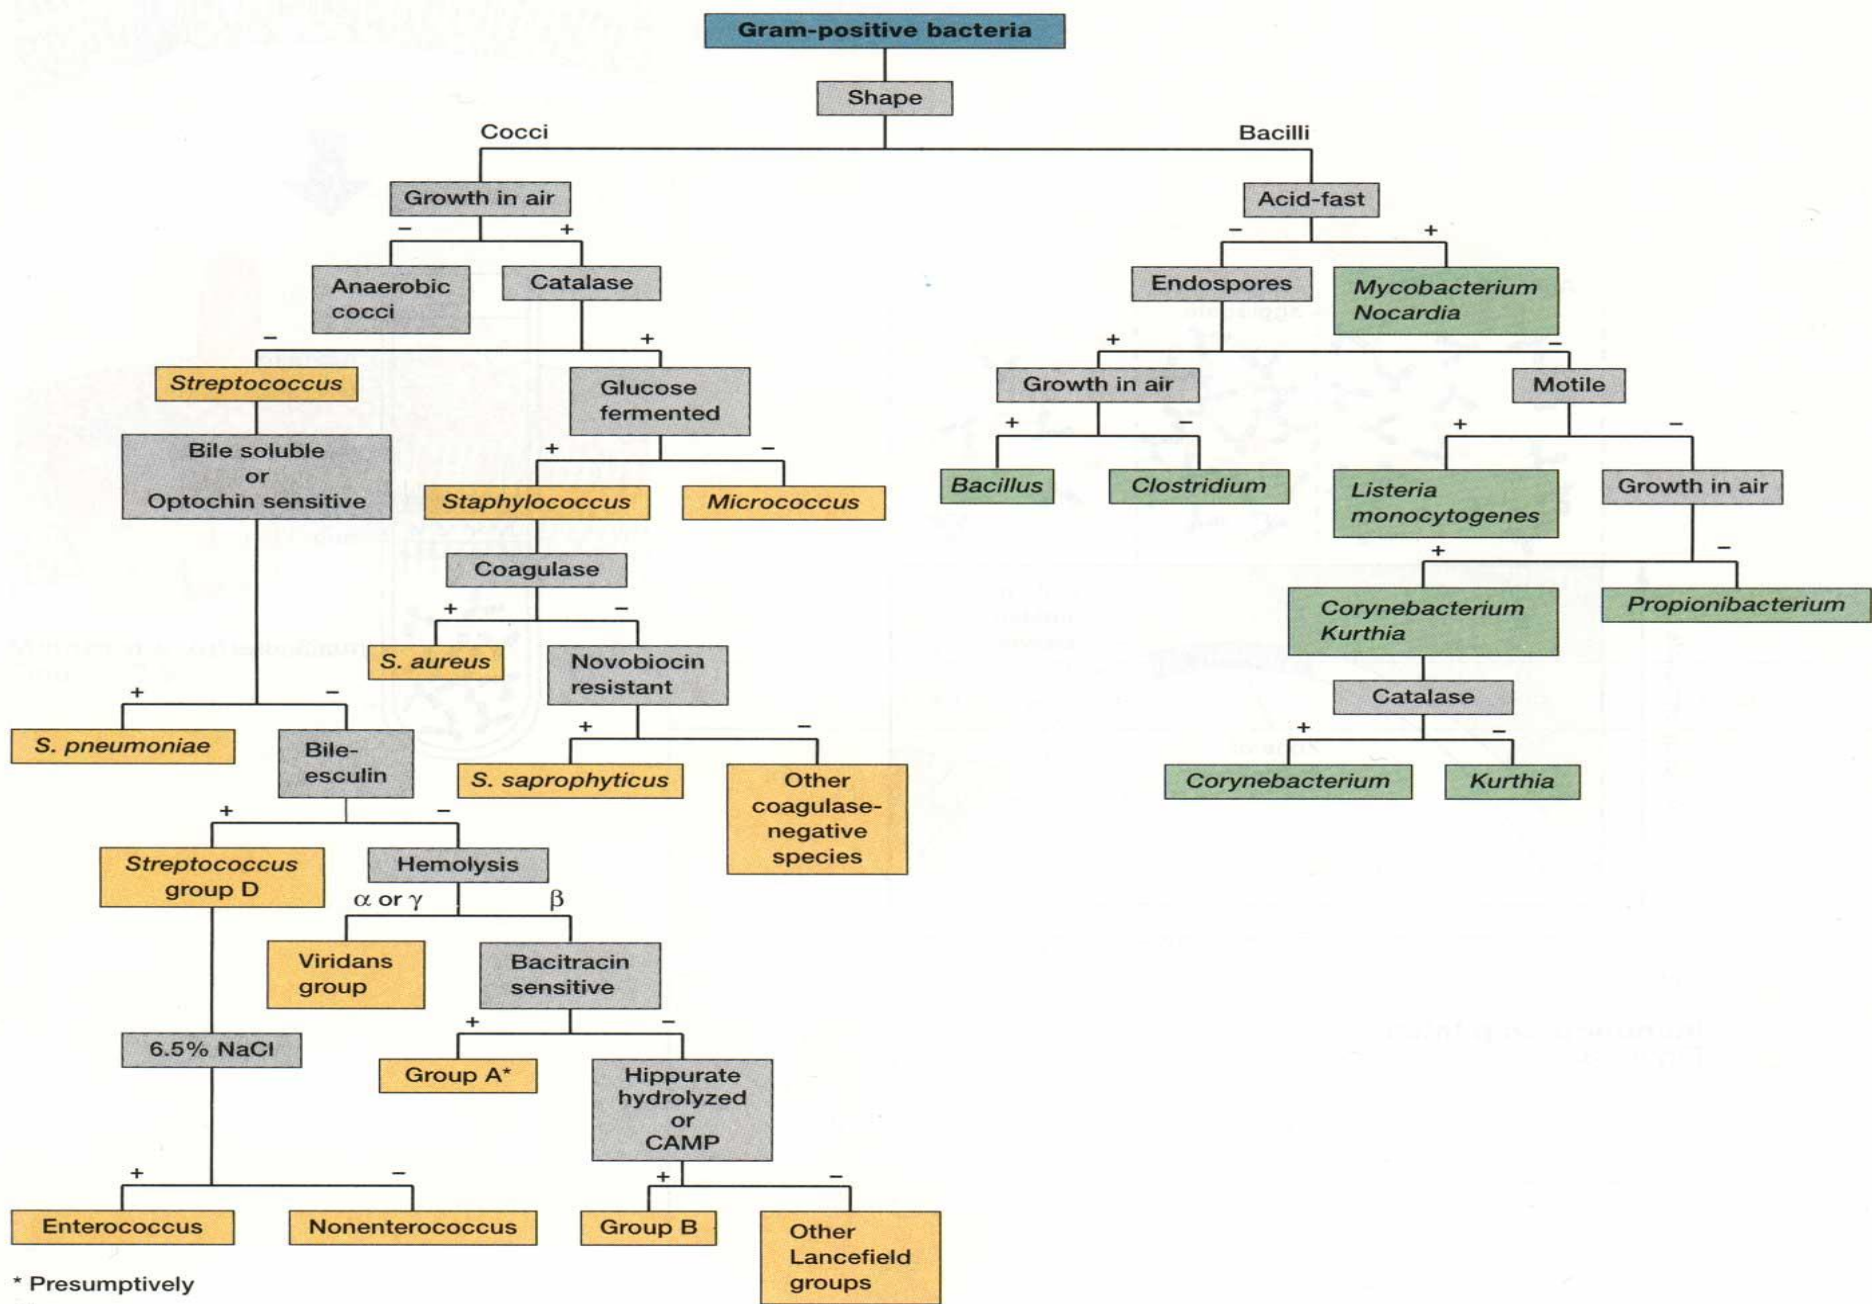 Gram-positive bacteria
Shape
Cocci
Bacilli
Growth in air
Acid-fast
−
+
−
+
Anaerobic
cocci
Catalase
Endospores
Mycobacterium
Nocardia
−
+
+
−
Streptococcus
Glucose
fermented
Growth in air
Motile
Bile soluble
or
Optochin sensitive
+
−
+
−
+
−
Staphylococcus
Micrococcus
Bacillus
Clostridium
Listeria
monocytogenes
Growth in air
Coagulase
+
−
+
−
Corynebacterium
Kurthia
Propionibacterium
S. aureus
Novobiocin
resistant
Catalase
+
−
+
−
+
−
S. pneumoniae
Bile-
esculin
S. saprophyticus
Other
coagulase-
negative
species
Corynebacterium
Kurthia
+
−
Streptococcus
group D
Hemolysis
α or γ
β
Viridans
group
Bacitracin
sensitive
+
−
6.5% NaCl
Group A*
Hippurate
hydrolyzed
or
CAMP
+
−
+
−
Enterococcus
Nonenterococcus
Group B
Other
Lancefield
groups
* Presumptively